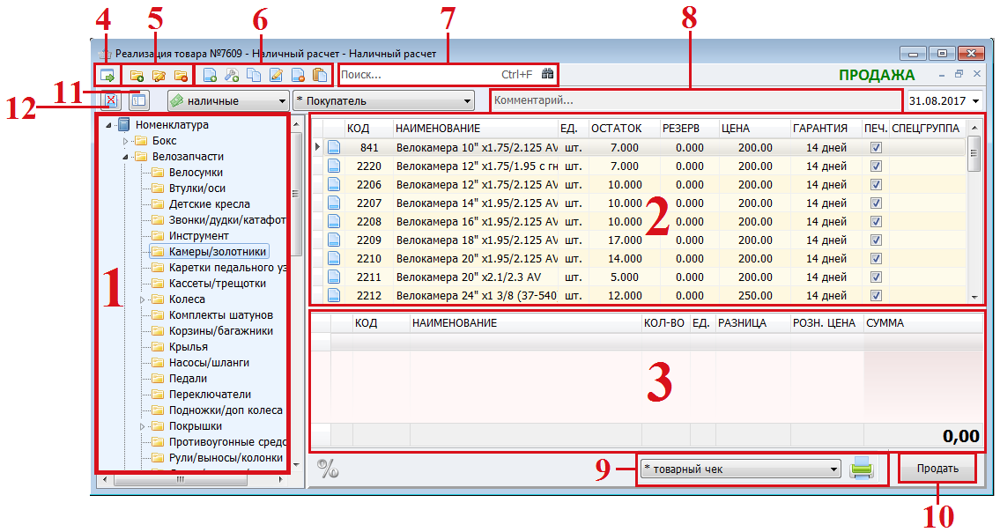 4 5 6 7 8
Реализация товара №7609 - Наличный расчет - Наличный расчет
Поиск... Ctrl+F ПРОДАЖА
11
12 наличные * Покупатель Комментарий... 31.08.2017
Номенклатура
Бокс
Велозапчасти
Велосумки
Втулки/оси
Детские кресла
Звонки/дудки/катафот
Инструмент
Камеры/золотники
Каретки педального уз
Кассеты/трещотки
Колеса
Комплекты шатунов
Корзины/багажники
Крылья
Насосы/шланги
Педали
Переключатели
Подножки/доп колеса
Покрышки
Противоугонные средс
Рули/выносы/колонки
1
КОД НАИМЕНОВАНИЕ ЕД. ОСТАТОК РЕЗЕРВ ЦЕНА ГАРАНТИЯ ПЕЧ. СПЕЦГРУППА
841 Велокамера 10" x1.75/2.125 AV шт. 7.000 0.000 200.00 14 дней
2220 Велокамера 12" x1.75/1.95 с гн шт. 7.000 0.000 200.00 14 дней
2206 Велокамера 12" x1.75/2.125 AV шт. 10.000 0.000 200.00 14 дней
2207 Велокамера 14" x1.95/2.125 AV шт. 10.000 0.000 200.00 14 дней
2208 Велокамера 16" x1.95/2.125 AV шт. 10.000 0.000 200.00 14 дней
2209 Велокамера 18" x1.95/2.125 AV шт. 17.000 0.000 200.00 14 дней
2210 Велокамера 20" x1.95/2.125 AV шт. 14.000 0.000 200.00 14 дней
2211 Велокамера 20" x2.1/2.3 AV шт. 5.000 0.000 200.00 14 дней
2212 Велокамера 24" x1 3/8 (37-540 шт. 12.000 0.000 250.00 14 дней
2
КОД НАИМЕНОВАНИЕ КОЛ-ВО ЕД. РАЗНИЦА РОЗН. ЦЕНА СУММА
3
0,00
% 9 * товарный чек Продать
10